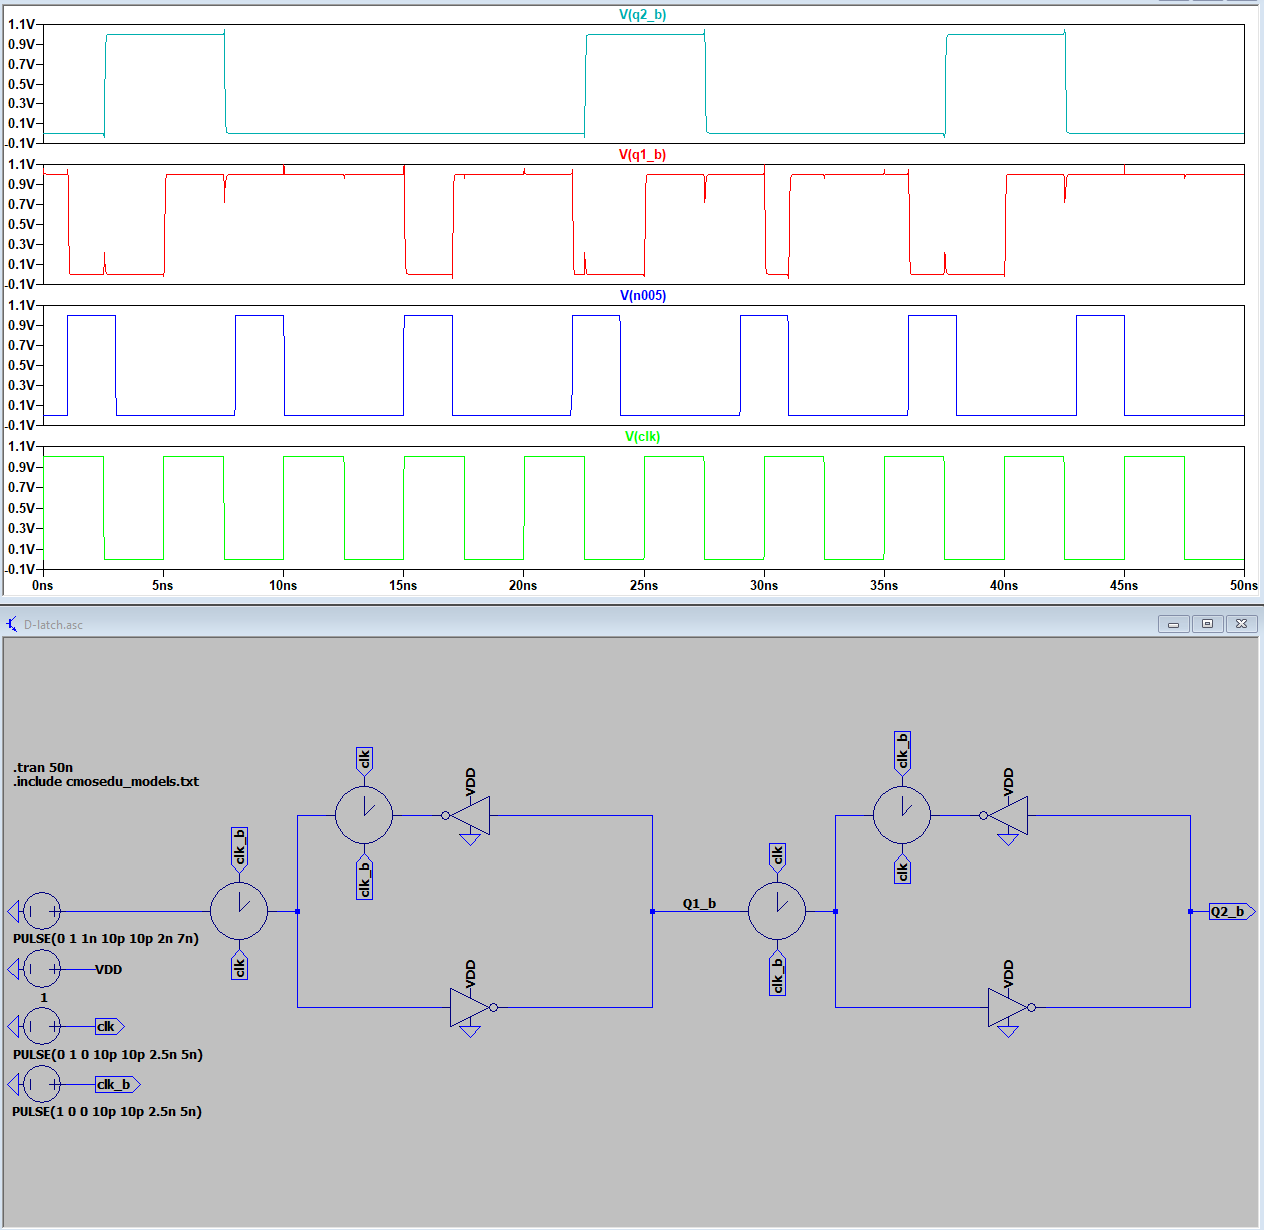 V(q2_b)
1.1V
0.9V
0.7V
0.5V
0.3V
0.1V
-0.1V
V(q1_b)
1.1V
0.9V
0.7V
0.5V
0.3V
0.1V
-0.1V
V(n005)
1.1V
0.9V
0.7V
0.5V
0.3V
0.1V
-0.1V
V(clk)
1.1V
0.9V
0.7V
0.5V
0.3V
0.1V
-0.1V
0ns 5ns 10ns 15ns 20ns 25ns 30ns 35ns 40ns 45ns 50ns
D-latch.asc
.tran 50n
.include cmosedu_models.txt
clk_b
clk
clk
clk_b
VDD
VDD
Q1_b
clk
clk_b
clk_b
clk
VDD
VDD
Q2_b
PULSE(0 1 1n 10p 10p 2n 7n)
VDD
1
clk
PULSE(0 1 0 10p 10p 2.5n 5n)
clk_b
PULSE(1 0 0 10p 10p 2.5n 5n)